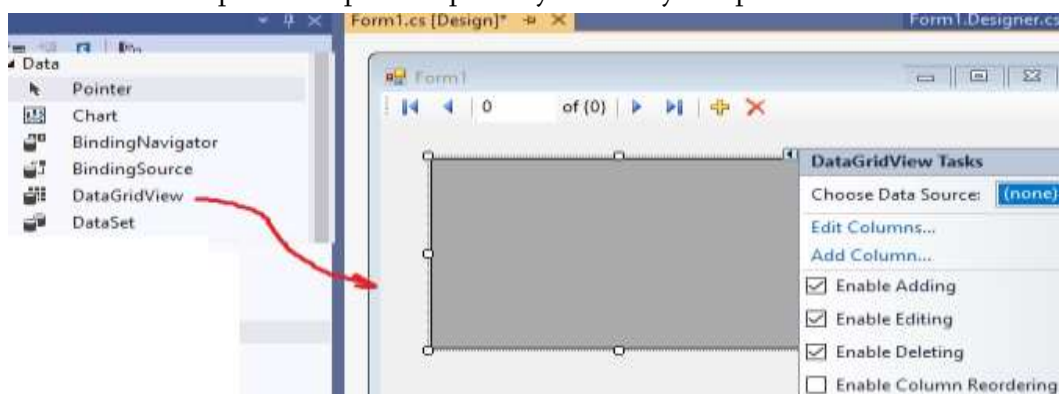 Form1.cs [Design]*
Form1.Designer.cs
Data
Pointer
Chart
BindingNavigator
BindingSource
DataGridView
DataSet
Form1
0 of {0}
DataGridView Tasks
Choose Data Source: (none)
Edit Columns...
Add Column...
Enable Adding
Enable Editing
Enable Deleting
Enable Column Reordering